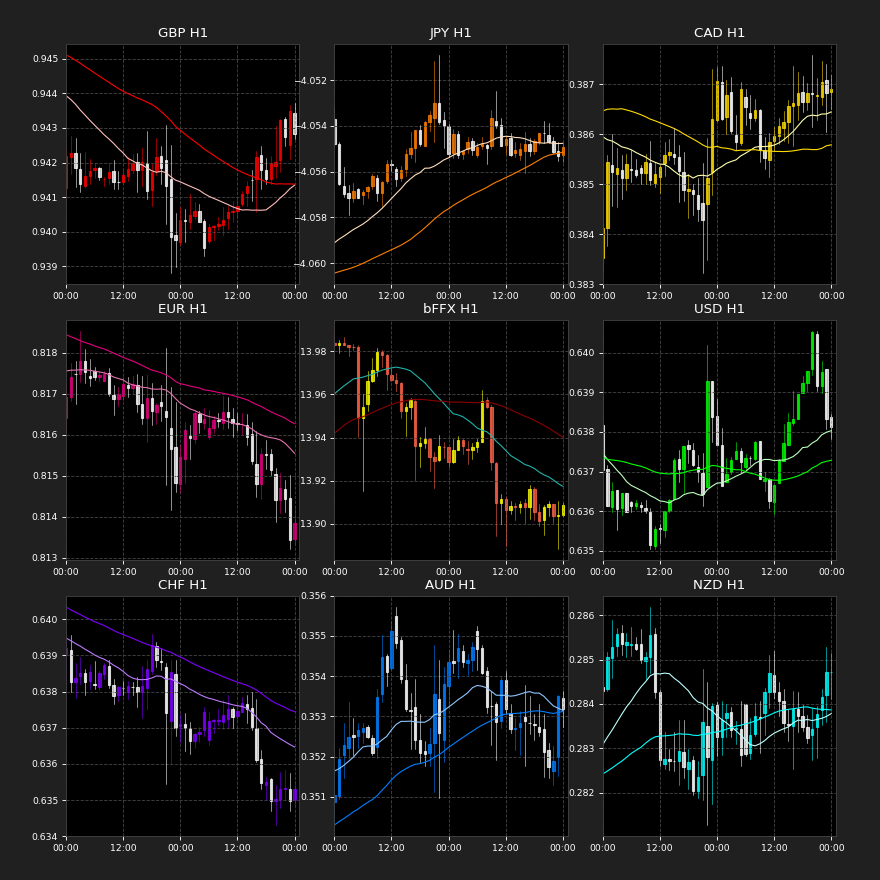 GBP H1
0.945
0.944
0.943
0.942
0.941
0.940
0.939
00:00 12:00 00:00 12:00 00:00
JPY H1
−4.052
−4.054
−4.056
−4.058
−4.060
00:00 12:00 00:00 12:00 00:00
CAD H1
0.387
0.386
0.385
0.384
0.383
00:00 12:00 00:00 12:00 00:00
EUR H1
0.818
0.817
0.816
0.815
0.814
0.813
00:00 12:00 00:00 12:00 00:00
bFFX H1
13.98
13.96
13.94
13.92
13.90
00:00 12:00 00:00 12:00 00:00
USD H1
0.640
0.639
0.638
0.637
0.636
0.635
00:00 12:00 00:00 12:00 00:00
CHF H1
0.640
0.639
0.638
0.637
0.636
0.635
0.634
00:00 12:00 00:00 12:00 00:00
AUD H1
0.356
0.355
0.354
0.353
0.352
0.351
00:00 12:00 00:00 12:00 00:00
NZD H1
0.286
0.285
0.284
0.283
0.282
00:00 12:00 00:00 12:00 00:00